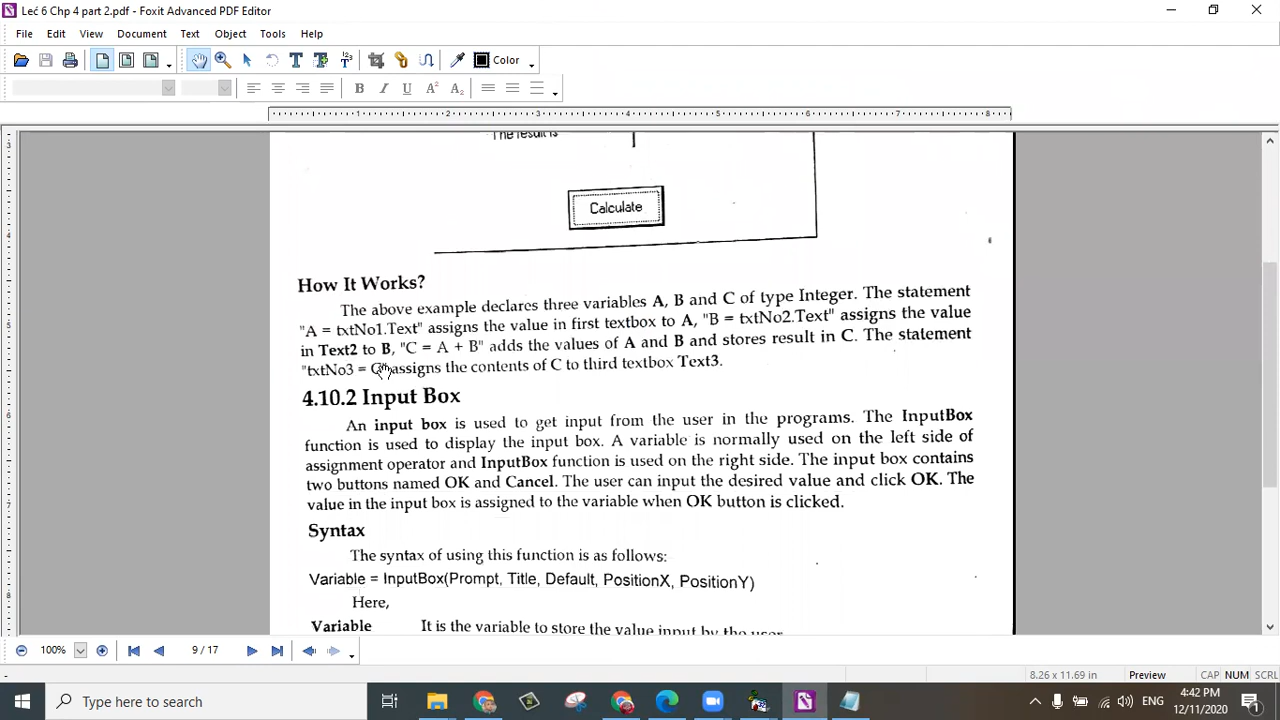 Lec 6 Chp 4 part 2.pdf - Foxit Advanced PDF Editor
File Edit View Document Text Object Tools Help
Color
The result is
Calculate
How It Works?
The above example declares three variables A, B and C of type Integer. The statement
"A = txtNo1.Text" assigns the value in first textbox to A, "B = txtNo2.Text" assigns the value
in Text2 to B, "C = A + B" adds the values of A and B and stores result in C. The statement
"txtNo3 = C" assigns the contents of C to third textbox Text3.
4.10.2 Input Box
An input box is used to get input from the user in the programs. The InputBox
function is used to display the input box. A variable is normally used on the left side of
assignment operator and InputBox function is used on the right side. The input box contains
two buttons named OK and Cancel. The user can input the desired value and click OK. The
value in the input box is assigned to the variable when OK button is clicked.
Syntax
The syntax of using this function is as follows:
Variable = InputBox(Prompt, Title, Default, PositionX, PositionY)
Here,
Variable It is the variable to store the value input by the user
100% 9 / 17
8.26 x 11.69 in Preview CAP NUM SCRL
Type here to search
ENG
4:42 PM
12/11/2020